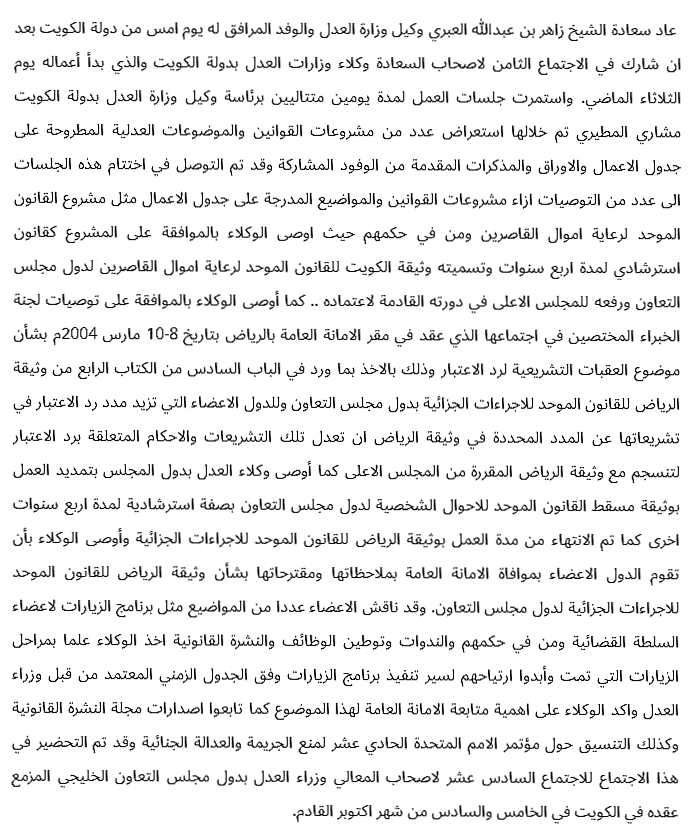 عاد سعادة الشيخ زاهر بن عبدالله العبري وكيل وزارة العدل والوفد المرافق له يوم امس من دولة الكويت بعد
ان شارك في الاجتماع الثامن لاصحاب السعادة وكلاء وزارات العدل بدولة الكويت والذي بدأ أعماله يوم
الثلاثاء الماضي. واستمرت جلسات العمل لمدة يومين متتاليين برئاسة وكيل وزارة العدل بدولة الكويت
مشاري المطيري تم خلالها استعراض عدد من مشروعات القوانين والموضوعات العدلية المطروحة على
جدول الاعمال والاوراق والمذكرات المقدمة من الوفود المشاركة وقد تم التوصل في اختتام هذه الجلسات
الى عدد من التوصيات ازاء مشروعات القوانين والمواضيع المدرجة على جدول الاعمال مثل مشروع القانون
الموحد لرعاية اموال القاصرين ومن في حكمهم حيث اوصى الوكلاء بالموافقة على المشروع كقانون
استرشادي لمدة اربع سنوات وتسميته وثيقة الكويت للقانون الموحد لرعاية اموال القاصرين لدول مجلس
التعاون ورفعه للمجلس الاعلى في دورته القادمة لاعتماده .. كما أوصى الوكلاء بالموافقة على توصيات لجنة
الخبراء المختصين في اجتماعها الذي عقد في مقر الامانة العامة بالرياض بتاريخ 8-10 مارس 2004م بشأن
موضوع العقبات التشريعية لرد الاعتبار وذلك بالاخذ بما ورد في الباب السادس من الكتاب الرابع من وثيقة
الرياض للقانون الموحد للاجراءات الجزائية بدول مجلس التعاون وللدول الاعضاء التي تزيد مدد رد الاعتبار في
تشريعاتها عن المدد المحددة في وثيقة الرياض ان تعدل تلك التشريعات والاحكام المتعلقة برد الاعتبار
لتنسجم مع وثيقة الرياض المقررة من المجلس الاعلى كما أوصى وكلاء العدل بدول المجلس بتمديد العمل
بوثيقة مسقط القانون الموحد للاحوال الشخصية لدول مجلس التعاون بصفة استرشادية لمدة اربع سنوات
اخرى كما تم الانتهاء من مدة العمل بوثيقة الرياض للقانون الموحد للاجراءات الجزائية وأوصى الوكلاء بأن
تقوم الدول الاعضاء بموافاة الامانة العامة بملاحظاتها ومقترحاتها بشأن وثيقة الرياض للقانون الموحد
للاجراءات الجزائية لدول مجلس التعاون. وقد ناقش الاعضاء عددا من المواضيع مثل برنامج الزيارات لاعضاء
السلطة القضائية ومن في حكمهم والندوات وتوطين الوظائف والنشرة القانونية اخذ الوكلاء علما بمراحل
الزيارات التي تمت وأبدوا ارتياحهم لسير تنفيذ برنامج الزيارات وفق الجدول الزمني المعتمد من قبل وزراء
العدل واكد الوكلاء على اهمية متابعة الامانة العامة لهذا الموضوع كما تابعوا اصدارات مجلة النشرة القانونية
وكذلك التنسيق حول مؤتمر الامم المتحدة الحادي عشر لمنع الجريمة والعدالة الجنائية وقد تم التحضير في
هذا الاجتماع للاجتماع السادس عشر لاصحاب المعالي وزراء العدل بدول مجلس التعاون الخليجي المزمع
عقده في الكويت في الخامس والسادس من شهر اكتوبر القادم.